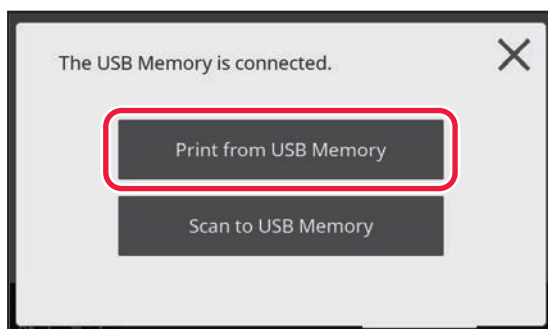 The USB Memory is connected.
Print from USB Memory
Scan to USB Memory